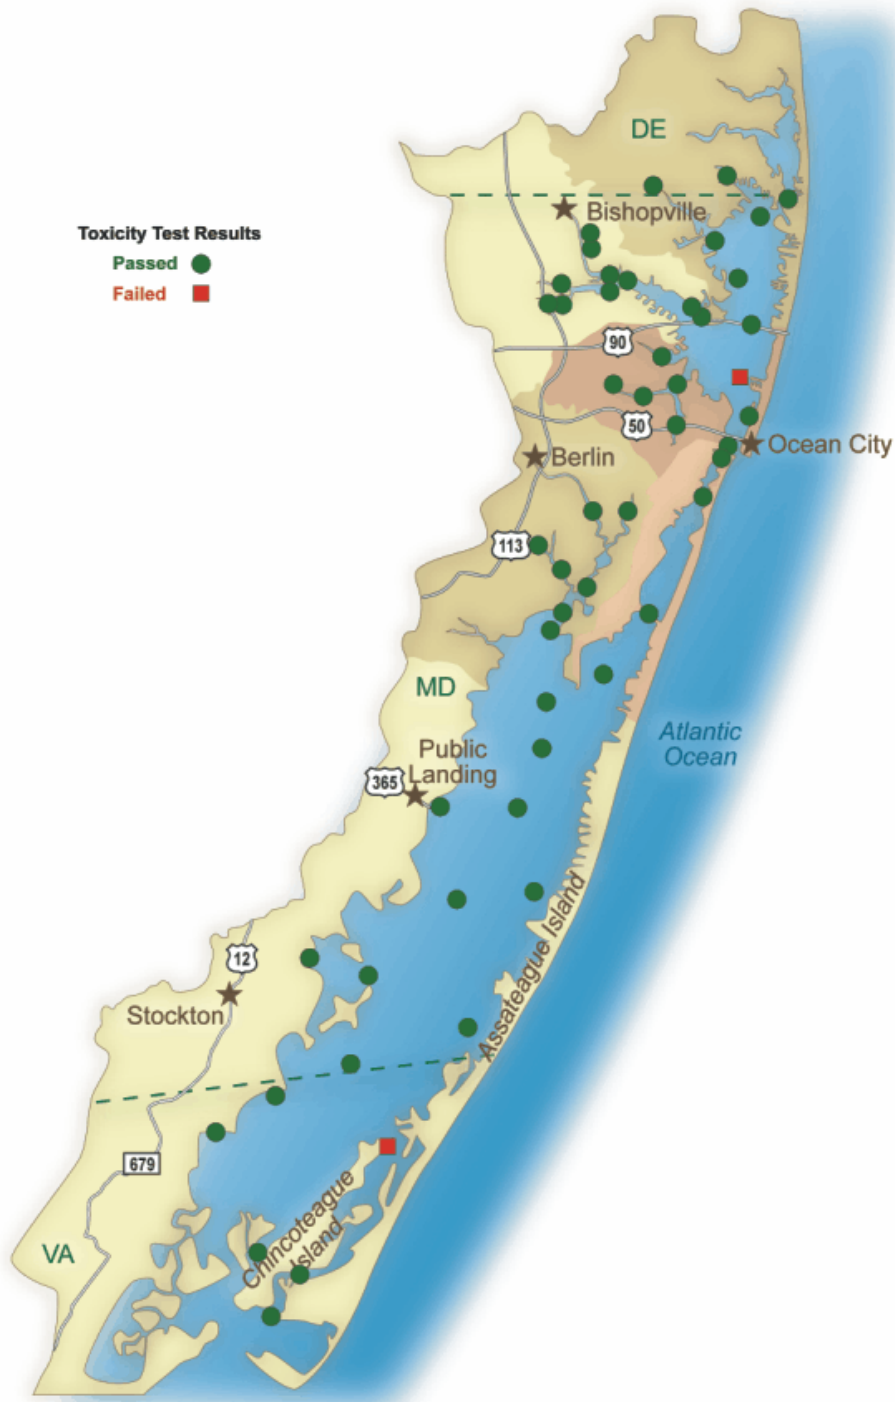 DE
Bishopville
Toxicity Test Results
Passed
Failed
90
50
Ocean City
Berlin
113
MD
Atlantic
Ocean
Public
Landing
365
Assateague Island
12
Stockton
679
Chincoteague
Island
VA